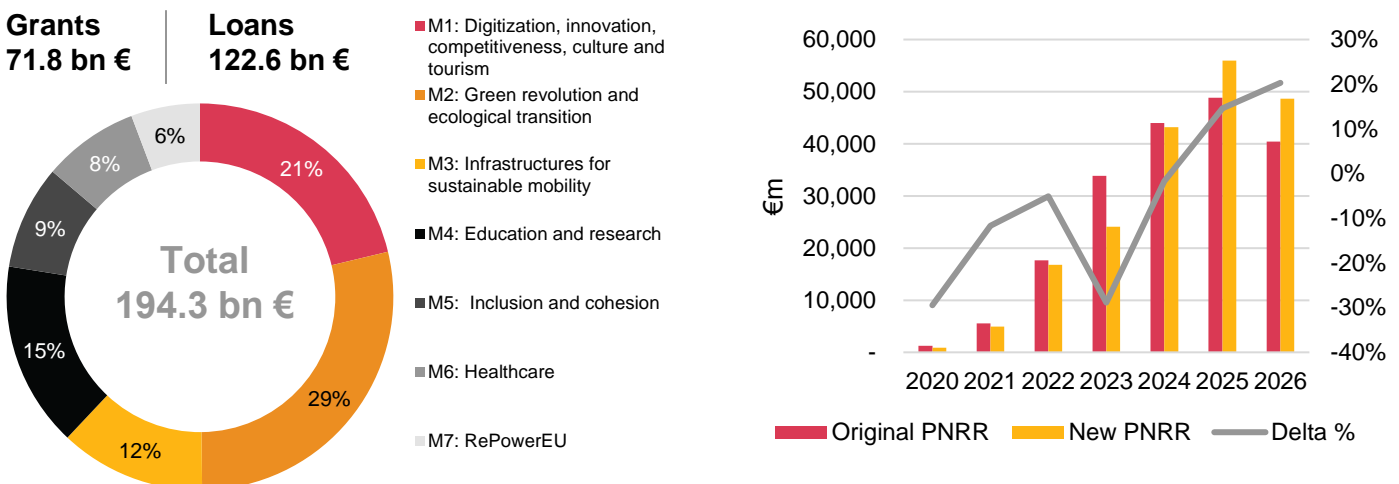 Grants
71.8 bn €
Loans
122.6 bn €
21%
29%
12%
15%
9%
8%
6%
Total
194.3 bn €
M1: Digitization, innovation,
competitiveness, culture and
tourism
M2: Green revolution and
ecological transition
M3: Infrastructures for
sustainable mobility
M4: Education and research
M5: Inclusion and cohesion
M6: Healthcare
M7: RePowerEU
€m
60,000
50,000
40,000
30,000
20,000
10,000
-
30%
20%
10%
0%
-10%
-20%
-30%
-40%
2020 2021 2022 2023 2024 2025 2026
Original PNRR New PNRR Delta %